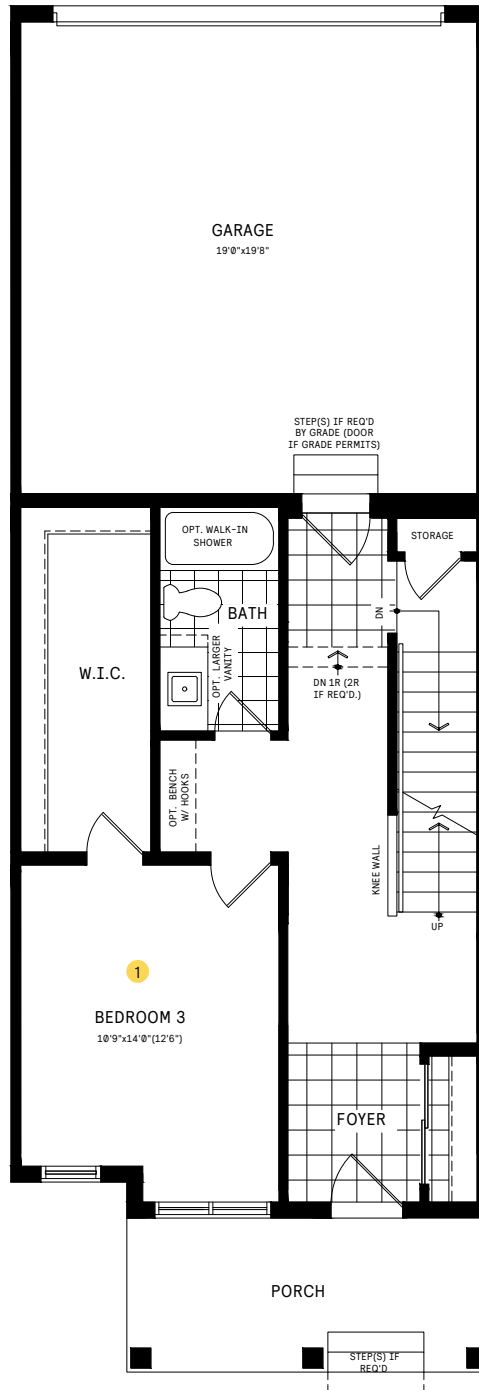 GARAGE
19'0"x19'8"
STEP(S) IF REQ'D
BY GRADE (DOOR
IF GRADE PERMITS)
OPT. WALK-IN
SHOWER
STORAGE
BATH
DN
OPT. LARGER
VANITY
W.I.C.
DN 1R (2R
IF REQ'D.)
OPT. BENCH
W/ HOOKS
KNEE WALL
UP
1
BEDROOM 3
10'9"x14'0"(12'6")
FOYER
PORCH
STEP(S) IF
REQ'D